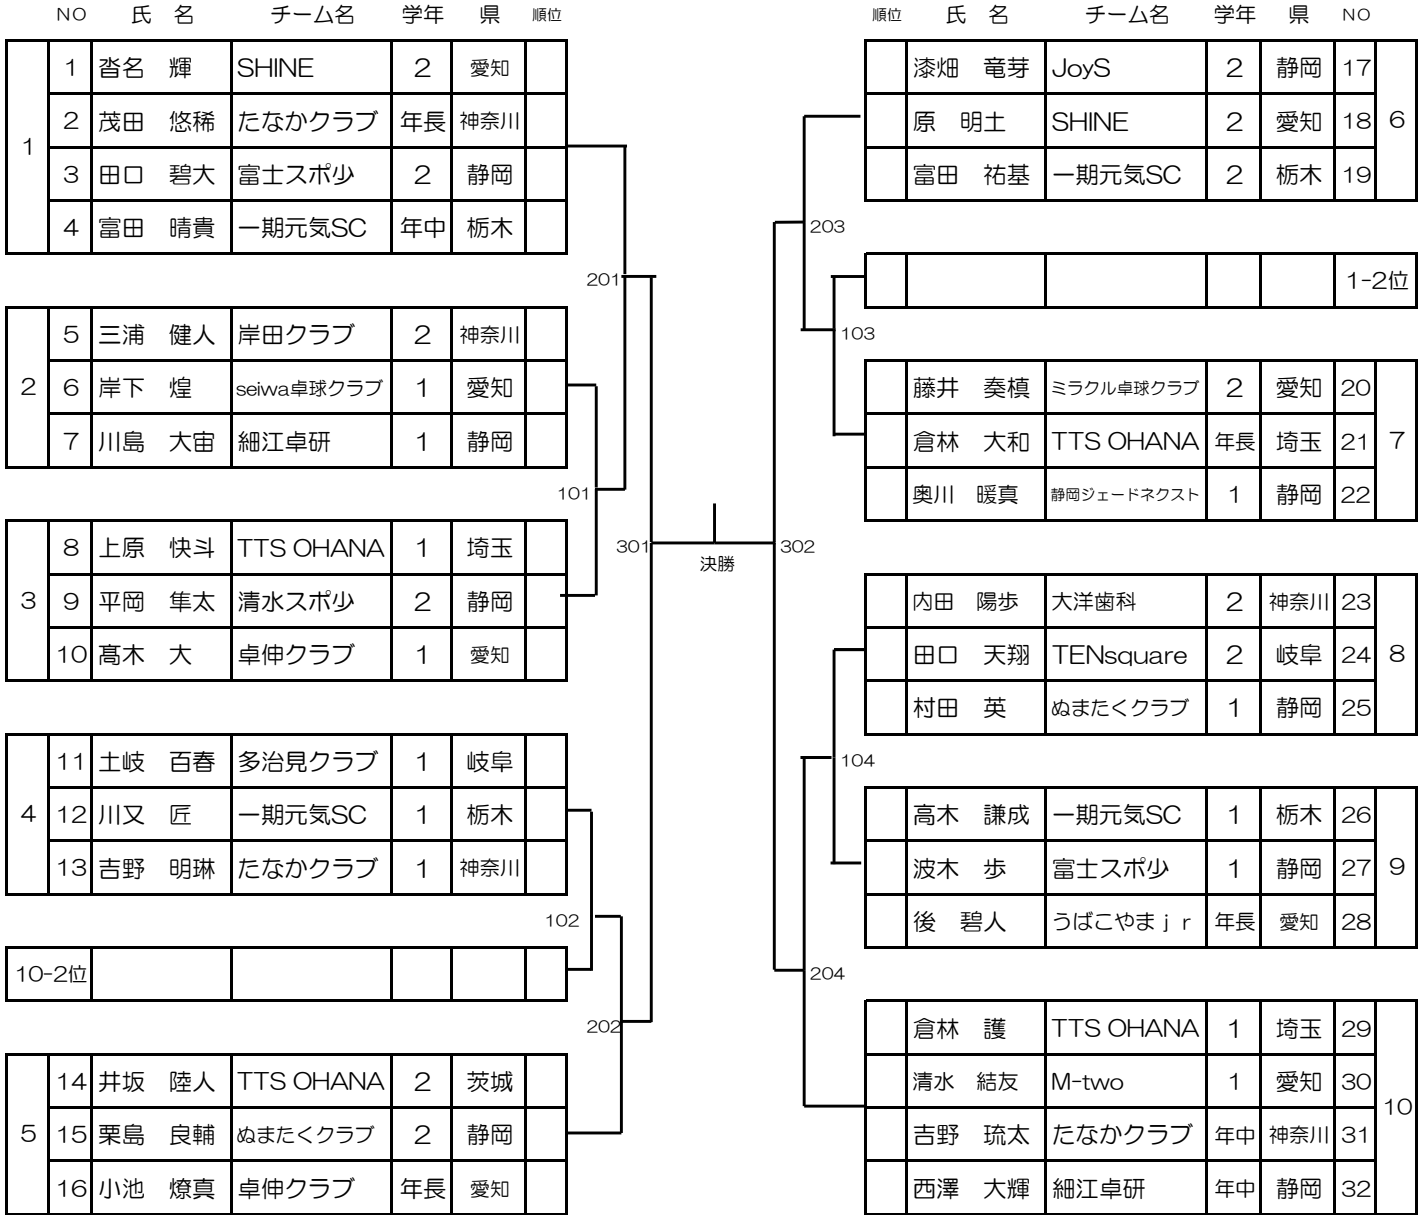 NO 氏 名 チーム名 学年 県 順位
1
1 沓名 輝 SHINE 2 愛知
2 茂田 悠稀 たなかクラブ 年長 神奈川
3 田口 碧大 富士スポ少 2 静岡
4 富田 晴貴 一期元気SC 年中 栃木
2
5 三浦 健人 岸田クラブ 2 神奈川
6 岸下 煌 seiwa卓球クラブ 1 愛知
7 川島 大宙 細江卓研 1 静岡
3
8 上原 快斗 TTS OHANA 1 埼玉
9 平岡 隼太 清水スポ少 2 静岡
10 髙木 大 卓伸クラブ 1 愛知
4
11 土岐 百春 多治見クラブ 1 岐阜
12 川又 匠 一期元気SC 1 栃木
13 吉野 明琳 たなかクラブ 1 神奈川
10-2位
5
14 井坂 陸人 TTS OHANA 2 茨城
15 栗島 良輔 ぬまたくクラブ 2 静岡
16 小池 燎真 卓伸クラブ 年長 愛知
201
101
301
102
202
決勝
302
203
103
104
204
順位 氏 名 チーム名 学年 県 NO
漆畑 竜芽 JoyS 2 静岡 17
原 明土 SHINE 2 愛知 18
富田 祐基 一期元気SC 2 栃木 19
6
1-2位
藤井 奏槙 ミラクル卓球クラブ 2 愛知 20
倉林 大和 TTS OHANA 年長 埼玉 21
奥川 暖真 静岡ジェードネクスト 1 静岡 22
7
内田 陽歩 大洋歯科 2 神奈川 23
田口 天翔 TENsquare 2 岐阜 24
村田 英 ぬまたくクラブ 1 静岡 25
8
高木 謙成 一期元気SC 1 栃木 26
波木 歩 富士スポ少 1 静岡 27
後 碧人 うばこやまｊｒ 年長 愛知 28
9
倉林 護 TTS OHANA 1 埼玉 29
清水 結友 M-two 1 愛知 30
吉野 琉太 たなかクラブ 年中 神奈川 31
西澤 大輝 細江卓研 年中 静岡 32
10